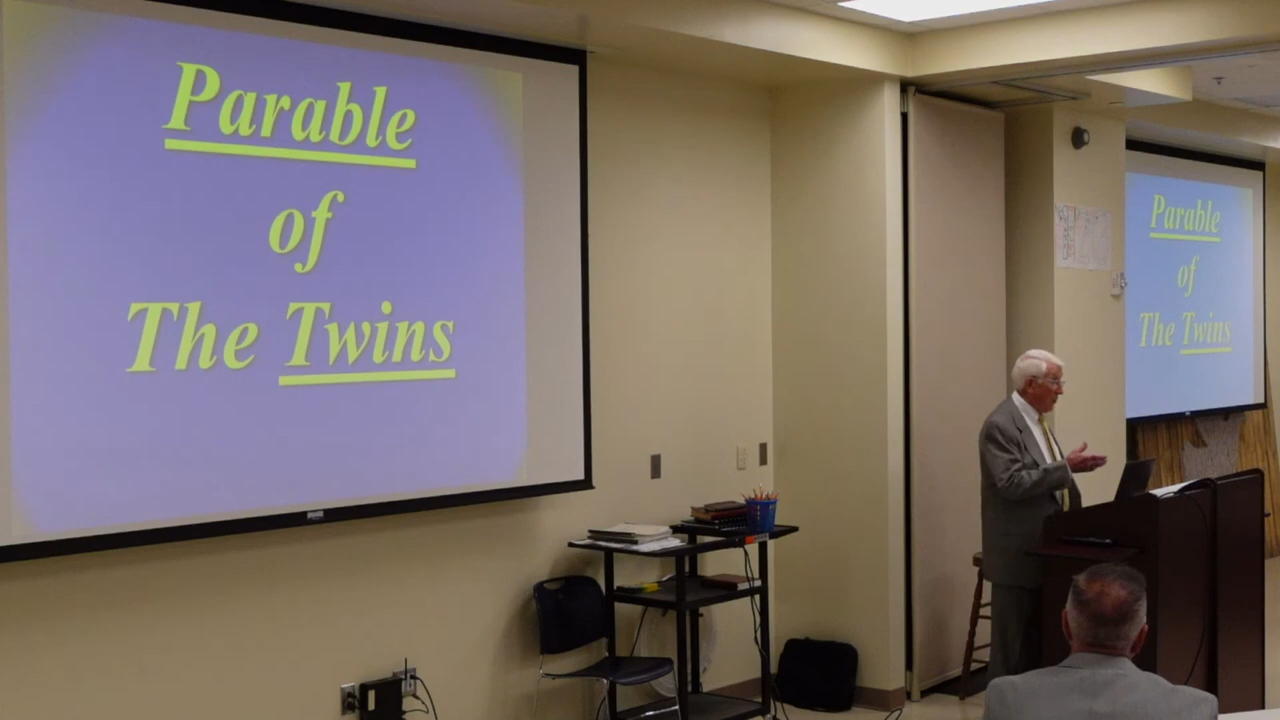 Parable
of
The Twins
Parable
of
The Twins